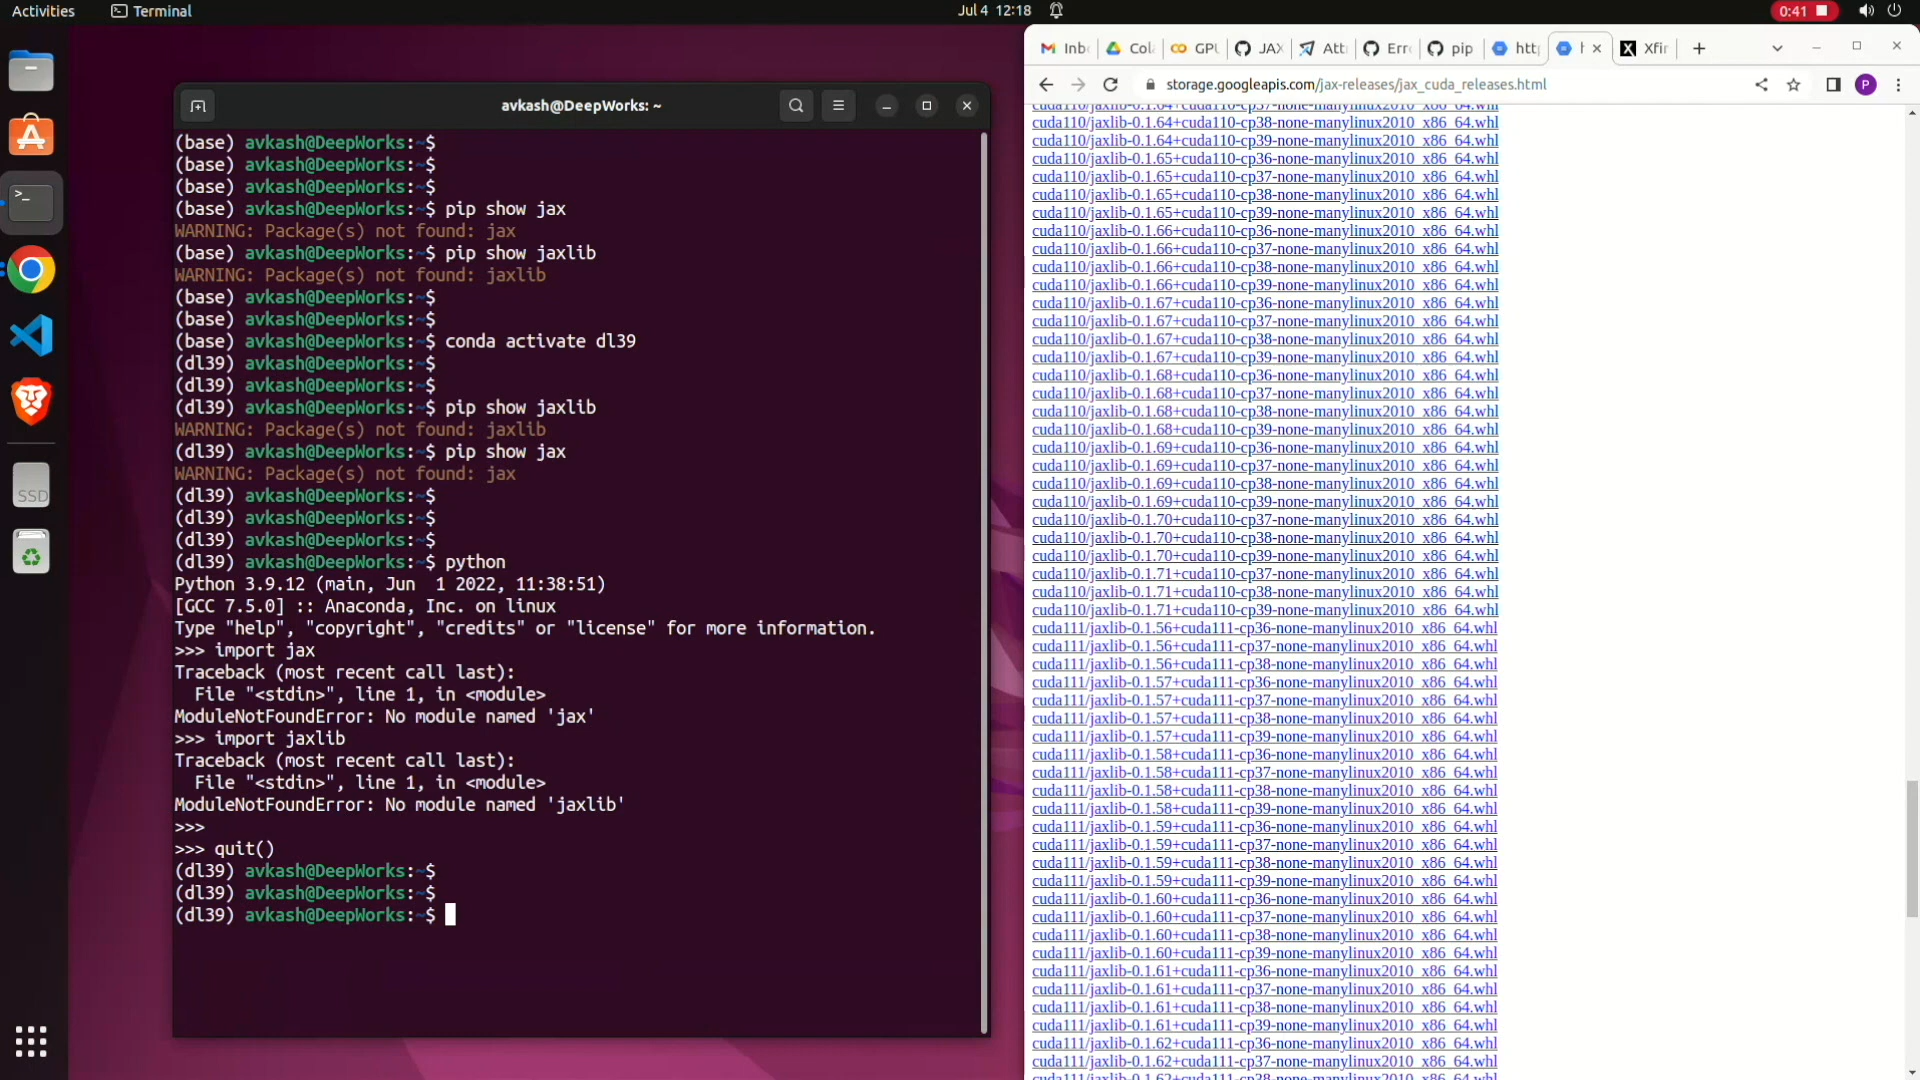 Activities
Terminal
Jul 4 12:18
0:41
avkash@DeepWorks: ~
(base) avkash@DeepWorks:~$
(base) avkash@DeepWorks:~$
(base) avkash@DeepWorks:~$
(base) avkash@DeepWorks:~$ pip show jax
WARNING: Package(s) not found: jax
(base) avkash@DeepWorks:~$ pip show jaxlib
WARNING: Package(s) not found: jaxlib
(base) avkash@DeepWorks:~$
(base) avkash@DeepWorks:~$
(base) avkash@DeepWorks:~$ conda activate dl39
(dl39) avkash@DeepWorks:~$
(dl39) avkash@DeepWorks:~$
(dl39) avkash@DeepWorks:~$ pip show jaxlib
WARNING: Package(s) not found: jaxlib
(dl39) avkash@DeepWorks:~$ pip show jax
WARNING: Package(s) not found: jax
(dl39) avkash@DeepWorks:~$
(dl39) avkash@DeepWorks:~$
(dl39) avkash@DeepWorks:~$
(dl39) avkash@DeepWorks:~$ python
Python 3.9.12 (main, Jun  1 2022, 11:38:51)
[GCC 7.5.0] :: Anaconda, Inc. on linux
Type "help", "copyright", "credits" or "license" for more information.
>>> import jax
Traceback (most recent call last):
  File "<stdin>", line 1, in <module>
ModuleNotFoundError: No module named 'jax'
>>> import jaxlib
Traceback (most recent call last):
  File "<stdin>", line 1, in <module>
ModuleNotFoundError: No module named 'jaxlib'
>>>
>>> quit()
(dl39) avkash@DeepWorks:~$
(dl39) avkash@DeepWorks:~$
(dl39) avkash@DeepWorks:~$
SSD
Inb
Col
GPU
JAX
Att
Erro
pip
http
h
Xfin
storage.googleapis.com/jax-releases/jax_cuda_releases.html
P
cuda110/jaxlib-0.1.64+cuda110-cp37-none-manylinux2010_x86_64.whl
cuda110/jaxlib-0.1.64+cuda110-cp38-none-manylinux2010_x86_64.whl
cuda110/jaxlib-0.1.64+cuda110-cp39-none-manylinux2010_x86_64.whl
cuda110/jaxlib-0.1.65+cuda110-cp36-none-manylinux2010_x86_64.whl
cuda110/jaxlib-0.1.65+cuda110-cp37-none-manylinux2010_x86_64.whl
cuda110/jaxlib-0.1.65+cuda110-cp38-none-manylinux2010_x86_64.whl
cuda110/jaxlib-0.1.65+cuda110-cp39-none-manylinux2010_x86_64.whl
cuda110/jaxlib-0.1.66+cuda110-cp36-none-manylinux2010_x86_64.whl
cuda110/jaxlib-0.1.66+cuda110-cp37-none-manylinux2010_x86_64.whl
cuda110/jaxlib-0.1.66+cuda110-cp38-none-manylinux2010_x86_64.whl
cuda110/jaxlib-0.1.66+cuda110-cp39-none-manylinux2010_x86_64.whl
cuda110/jaxlib-0.1.67+cuda110-cp36-none-manylinux2010_x86_64.whl
cuda110/jaxlib-0.1.67+cuda110-cp37-none-manylinux2010_x86_64.whl
cuda110/jaxlib-0.1.67+cuda110-cp38-none-manylinux2010_x86_64.whl
cuda110/jaxlib-0.1.67+cuda110-cp39-none-manylinux2010_x86_64.whl
cuda110/jaxlib-0.1.68+cuda110-cp36-none-manylinux2010_x86_64.whl
cuda110/jaxlib-0.1.68+cuda110-cp37-none-manylinux2010_x86_64.whl
cuda110/jaxlib-0.1.68+cuda110-cp38-none-manylinux2010_x86_64.whl
cuda110/jaxlib-0.1.68+cuda110-cp39-none-manylinux2010_x86_64.whl
cuda110/jaxlib-0.1.69+cuda110-cp36-none-manylinux2010_x86_64.whl
cuda110/jaxlib-0.1.69+cuda110-cp37-none-manylinux2010_x86_64.whl
cuda110/jaxlib-0.1.69+cuda110-cp38-none-manylinux2010_x86_64.whl
cuda110/jaxlib-0.1.69+cuda110-cp39-none-manylinux2010_x86_64.whl
cuda110/jaxlib-0.1.70+cuda110-cp37-none-manylinux2010_x86_64.whl
cuda110/jaxlib-0.1.70+cuda110-cp38-none-manylinux2010_x86_64.whl
cuda110/jaxlib-0.1.70+cuda110-cp39-none-manylinux2010_x86_64.whl
cuda110/jaxlib-0.1.71+cuda110-cp37-none-manylinux2010_x86_64.whl
cuda110/jaxlib-0.1.71+cuda110-cp38-none-manylinux2010_x86_64.whl
cuda110/jaxlib-0.1.71+cuda110-cp39-none-manylinux2010_x86_64.whl
cuda111/jaxlib-0.1.56+cuda111-cp36-none-manylinux2010_x86_64.whl
cuda111/jaxlib-0.1.56+cuda111-cp37-none-manylinux2010_x86_64.whl
cuda111/jaxlib-0.1.56+cuda111-cp38-none-manylinux2010_x86_64.whl
cuda111/jaxlib-0.1.57+cuda111-cp36-none-manylinux2010_x86_64.whl
cuda111/jaxlib-0.1.57+cuda111-cp37-none-manylinux2010_x86_64.whl
cuda111/jaxlib-0.1.57+cuda111-cp38-none-manylinux2010_x86_64.whl
cuda111/jaxlib-0.1.57+cuda111-cp39-none-manylinux2010_x86_64.whl
cuda111/jaxlib-0.1.58+cuda111-cp36-none-manylinux2010_x86_64.whl
cuda111/jaxlib-0.1.58+cuda111-cp37-none-manylinux2010_x86_64.whl
cuda111/jaxlib-0.1.58+cuda111-cp38-none-manylinux2010_x86_64.whl
cuda111/jaxlib-0.1.58+cuda111-cp39-none-manylinux2010_x86_64.whl
cuda111/jaxlib-0.1.59+cuda111-cp36-none-manylinux2010_x86_64.whl
cuda111/jaxlib-0.1.59+cuda111-cp37-none-manylinux2010_x86_64.whl
cuda111/jaxlib-0.1.59+cuda111-cp38-none-manylinux2010_x86_64.whl
cuda111/jaxlib-0.1.59+cuda111-cp39-none-manylinux2010_x86_64.whl
cuda111/jaxlib-0.1.60+cuda111-cp36-none-manylinux2010_x86_64.whl
cuda111/jaxlib-0.1.60+cuda111-cp37-none-manylinux2010_x86_64.whl
cuda111/jaxlib-0.1.60+cuda111-cp38-none-manylinux2010_x86_64.whl
cuda111/jaxlib-0.1.60+cuda111-cp39-none-manylinux2010_x86_64.whl
cuda111/jaxlib-0.1.61+cuda111-cp36-none-manylinux2010_x86_64.whl
cuda111/jaxlib-0.1.61+cuda111-cp37-none-manylinux2010_x86_64.whl
cuda111/jaxlib-0.1.61+cuda111-cp38-none-manylinux2010_x86_64.whl
cuda111/jaxlib-0.1.61+cuda111-cp39-none-manylinux2010_x86_64.whl
cuda111/jaxlib-0.1.62+cuda111-cp36-none-manylinux2010_x86_64.whl
cuda111/jaxlib-0.1.62+cuda111-cp37-none-manylinux2010_x86_64.whl
cuda111/jaxlib-0.1.62+cuda111-cp38-none-manylinux2010_x86_64.whl